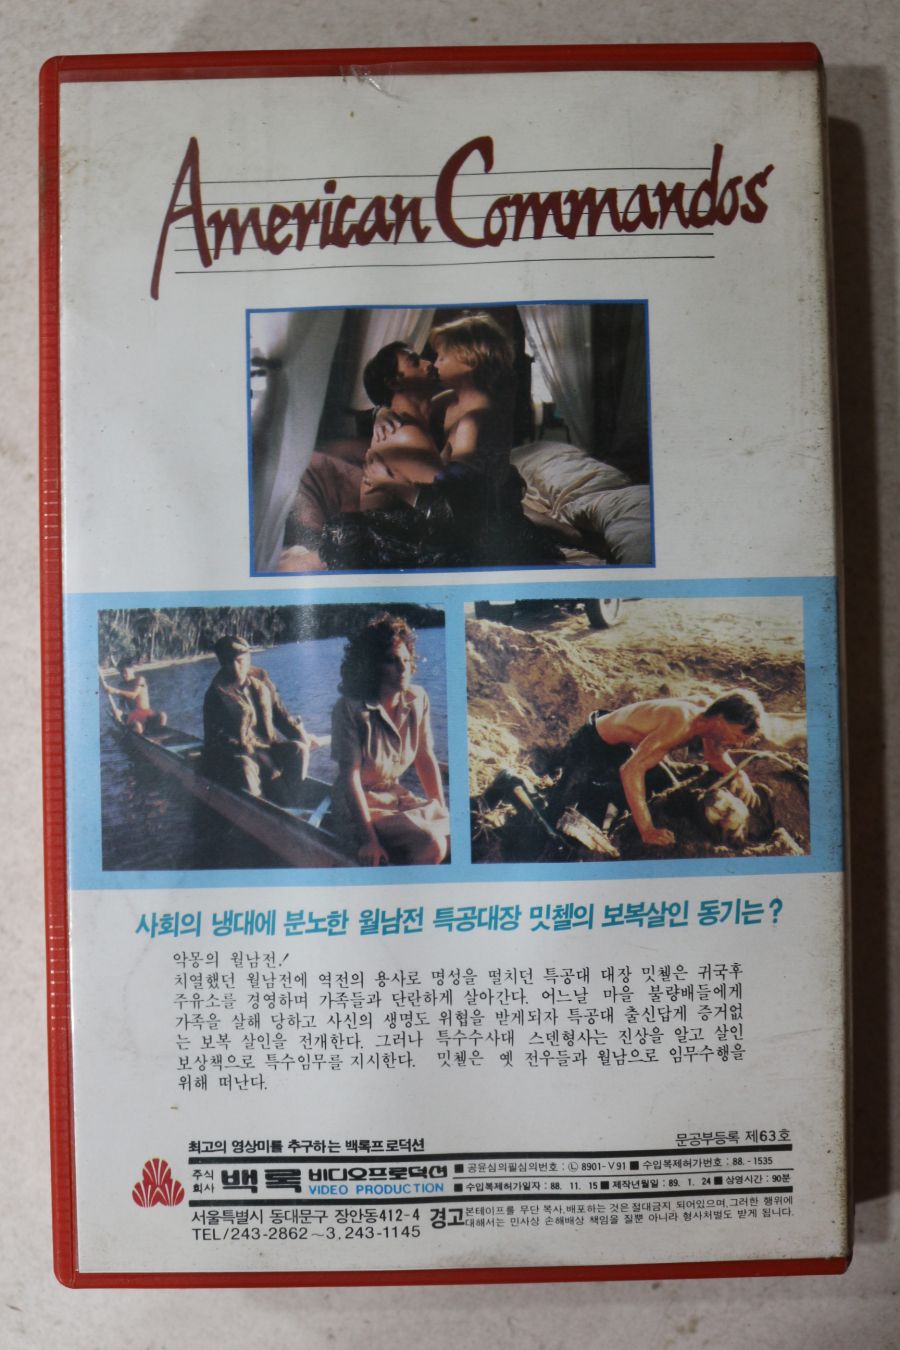 American Commandos
사회의 냉대에 분노한 월남전 특공대장 밋첼의 보복살인 동기는?
악몽의 월남전!
치열했던 월남전에 역전의 용사로 명성을 떨치던 특공대 대장 밋첼은 귀국후
주유소를 경영하며 가족들과 단란하게 살아간다. 어느날 마을 불량배들에게
가족을 살해 당하고 사신의 생명도 위협을 받게되자 특공대 출신답게 증거없
는 보복 살인을 전개한다. 그러나 특수수사대 스덴형사는 진상을 알고 살인
보상책으로 특수임무를 지시한다. 밋첼은 옛 전우들과 월남으로 임무수행을
위해 떠난다.
최고의 영상미를 추구하는 백록프로덕션 문공부등록 제63호
주식회사 백록 비디오프로덕션
VIDEO PRODUCTION
■ 공윤심의필심의번호 : Ⓛ 8901-V91 ■ 수입복제허가번호 : 88. -1535
■ 수입복제허가일자 : 88. 11. 15 ■ 제작년월일 : 89. 1. 24 ■ 상영시간 : 90분
서울특별시 동대문구 장안동412-4
TEL/243-2862~3, 243-1145
경고 본테이프를 무단 복사, 배포하는 것은 절대금지 되어있으며, 그러한 행위에
대해서는 민사상 손해배상 책임을 질뿐 아니라 형사처벌도 받게 됩니다.